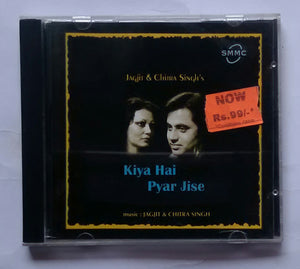 SMMC
JAGJIT & CHITRA SINGH'S
NOW
Rs.99/-*
Kiya Hai
Pyar Jise
music : JAGJIT & CHITRA SINGH